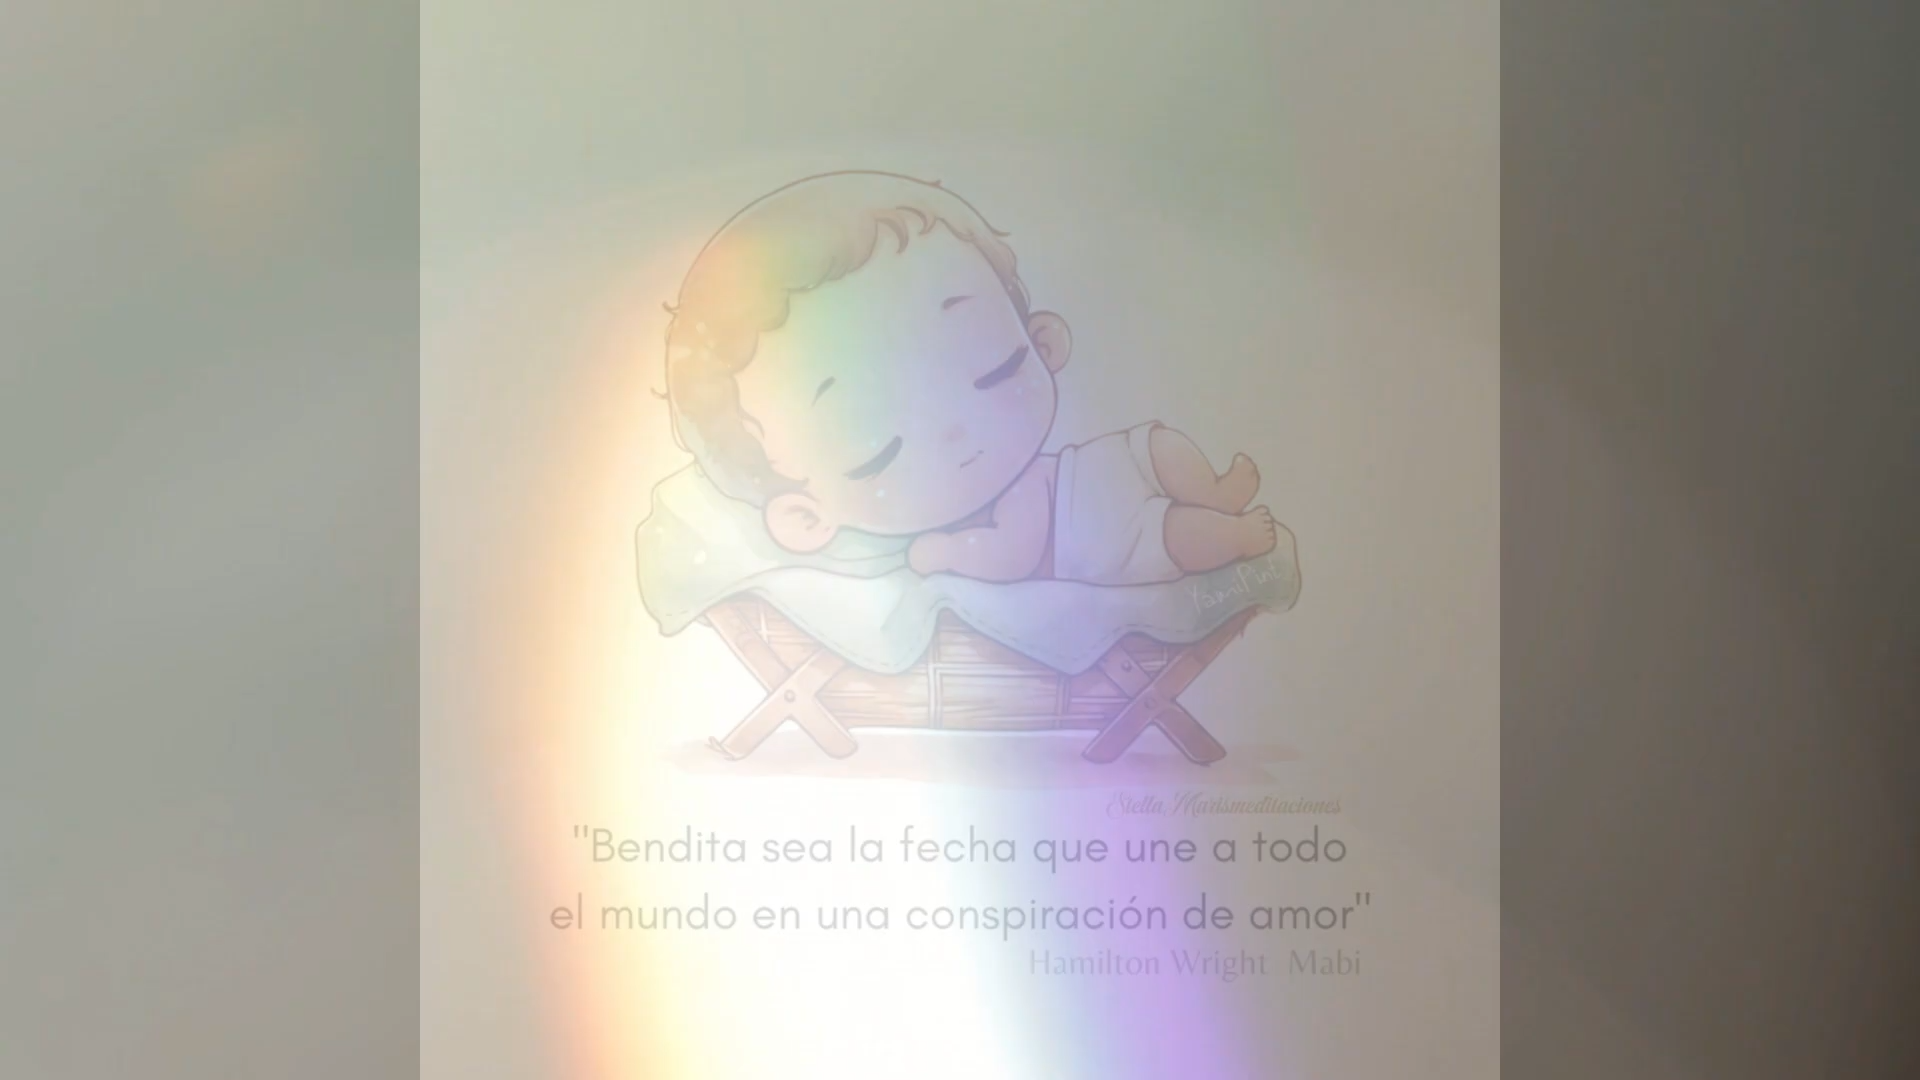 YamiPint
Stella Marismeditaciones
"Bendita sea la fecha que une a todo
el mundo en una conspiración de amor"
Hamilton Wright Mabi